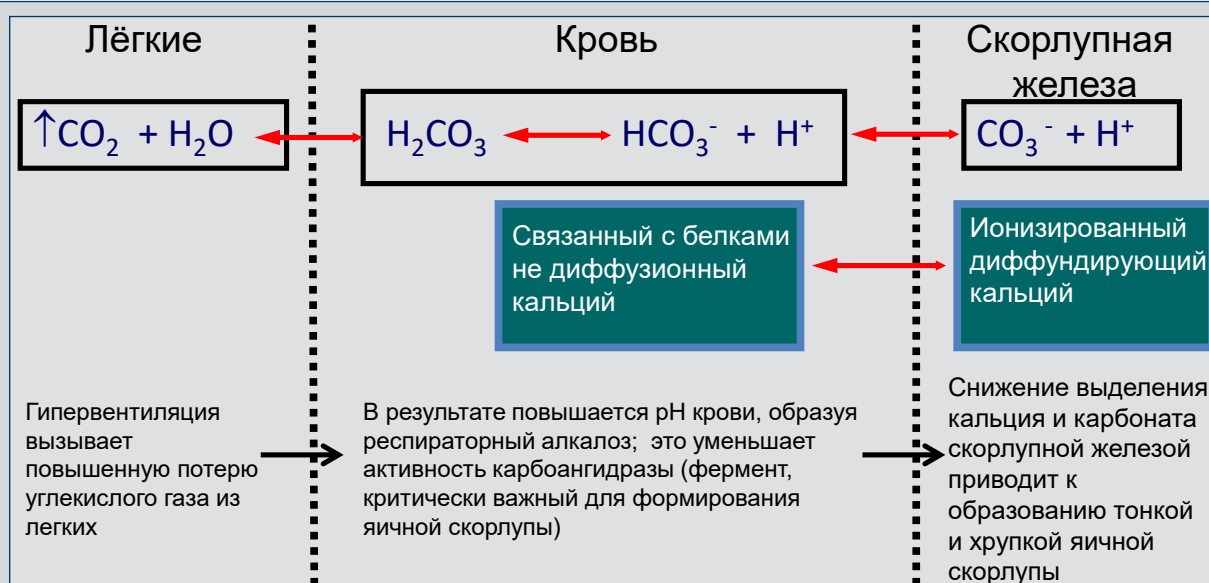 Лёгкие
↑CO₂ + H₂O
Гипервентиляция
вызывает
повышенную потерю
углекислого газа из
легких
Кровь
H₂CO₃ HCO₃⁻ + H⁺
Связанный с белками
не диффузионный
кальций
В результате повышается pH крови, образуя
респираторный алкалоз; это уменьшает
активность карбоангидразы (фермент,
критически важный для формирования
яичной скорлупы)
Скорлупная
железа
CO₃⁻ + H⁺
Ионизированный
диффундирующий
кальций
Снижение выделения
кальция и карбоната
скорлупной железой
приводит к
образованию тонкой
и хрупкой яичной
скорлупы